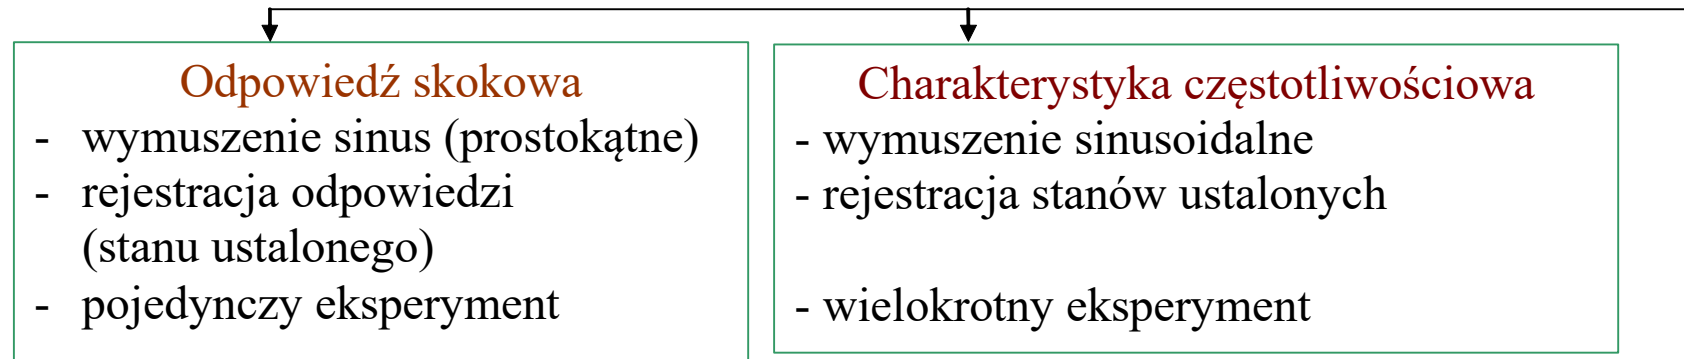 Odpowiedź skokowa
- wymuszenie sinus (prostokątne)
- rejestracja odpowiedzi
(stanu ustalonego)
- pojedynczy eksperyment
Charakterystyka częstotliwościowa
- wymuszenie sinusoidalne
- rejestracja stanów ustalonych
- wielokrotny eksperyment